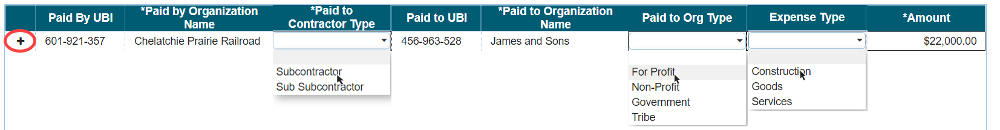 Paid By UBI
*Paid by Organization
Name
*Paid to
Contractor Type
Paid to UBI
*Paid to Organization
Name
Paid to Org Type
Expense Type
*Amount
+ 601-921-357 Chelatchie Prairie Railroad 456-963-528 James and Sons $22,000.00
Subcontractor
Sub Subcontractor
For Profit
Non-Profit
Government
Tribe
Construction
Goods
Services